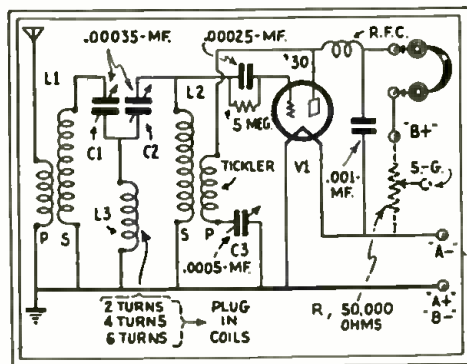 .00035-MF.
.00025-MF.
R.F.C.
L1
L2
'30
5 MEG.
"B+"
C1
C2
V1
.001-
MF.
S.-G.
C.
TICKLER
L3
P
S
S
P
C3
.0005-MF.
"A-"
2 TURNS
4 TURNS
6 TURNS
PLUG
IN
COILS
R, 50,000
OHMS
"A+
B-"